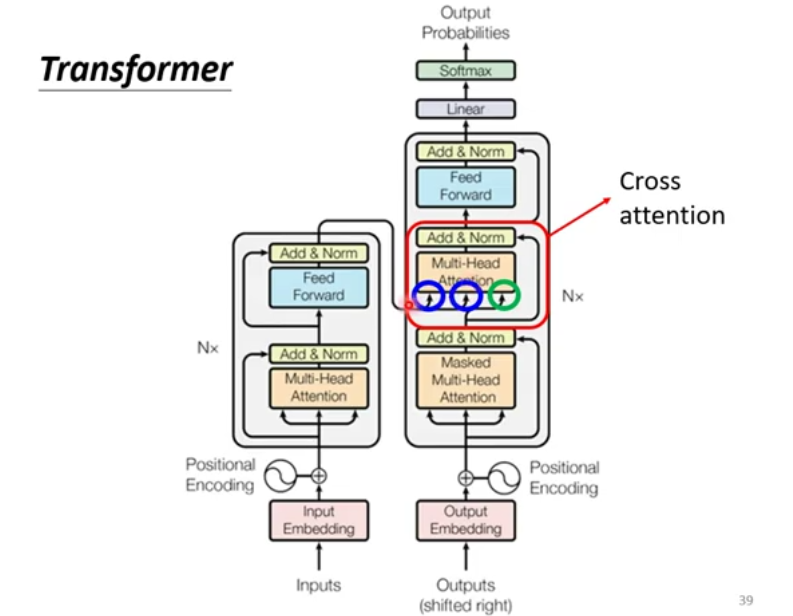 Transformer
Output
Probabilities
Softmax
Linear
Add & Norm
Feed
Forward
Add & Norm
Multi-Head
Attention
Cross
attention
N×
Add & Norm
Masked
Multi-Head
Attention
Add & Norm
Feed
Forward
N×
Add & Norm
Multi-Head
Attention
Positional
Encoding
Positional
Encoding
Input
Embedding
Output
Embedding
Inputs
Outputs
(shifted right)
39